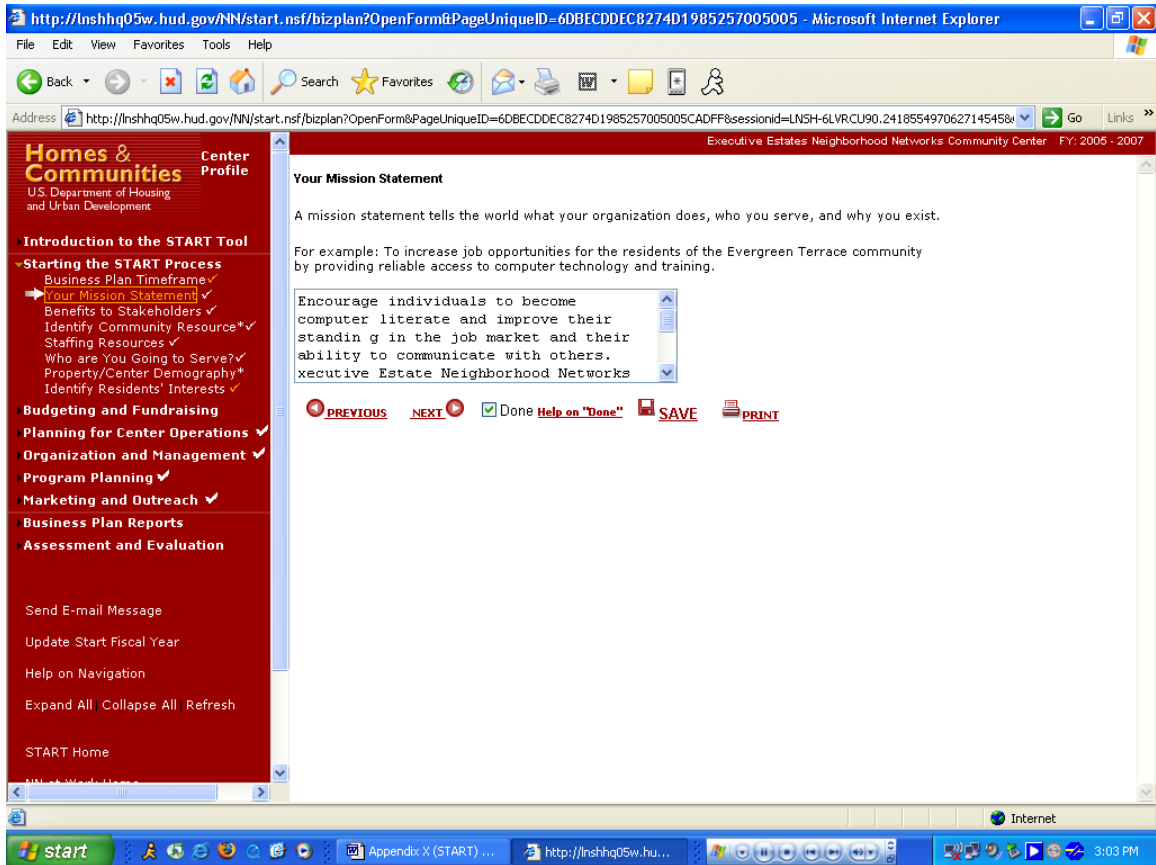 http://lnshhq05w.hud.gov/NN/start.nsf/bizplan?OpenForm&PageUniqueID=6DBECDDEC8274D1985257005005 - Microsoft Internet Explorer
File Edit View Favorites Tools Help
Back Search Favorites
Address http://lnshhq05w.hud.gov/NN/start.nsf/bizplan?OpenForm&PageUniqueID=6DBECDDEC8274D1985257005005CADFF&sessionid=LNSH-6LVRCU90.2418554970627145458& Go Links »
Executive Estates Neighborhood Networks Community Center FY: 2005 - 2007
Homes &
Communities
U.S. Department of Housing
and Urban Development
Center
Profile
Introduction to the START Tool
Starting the START Process
Business Plan Timeframe✓
Your Mission Statement ✓
Benefits to Stakeholders ✓
Identify Community Resource*✓
Staffing Resources ✓
Who are You Going to Serve?✓
Property/Center Demography*
Identify Residents' Interests ✓
Budgeting and Fundraising
Planning for Center Operations ✓
Organization and Management ✓
Program Planning ✓
Marketing and Outreach ✓
Business Plan Reports
Assessment and Evaluation
Send E-mail Message
Update Start Fiscal Year
Help on Navigation
Expand All | Collapse All | Refresh
START Home
Your Mission Statement
A mission statement tells the world what your organization does, who you serve, and why you exist.
For example: To increase job opportunities for the residents of the Evergreen Terrace community
by providing reliable access to computer technology and training.
Encourage individuals to become
computer literate and improve their
standin g in the job market and their
ability to communicate with others.
xecutive Estate Neighborhood Networks
PREVIOUS NEXT Done Help on "Done" SAVE PRINT
Internet
start Appendix X (START) ... http://lnshhq05w.hu... 3:03 PM